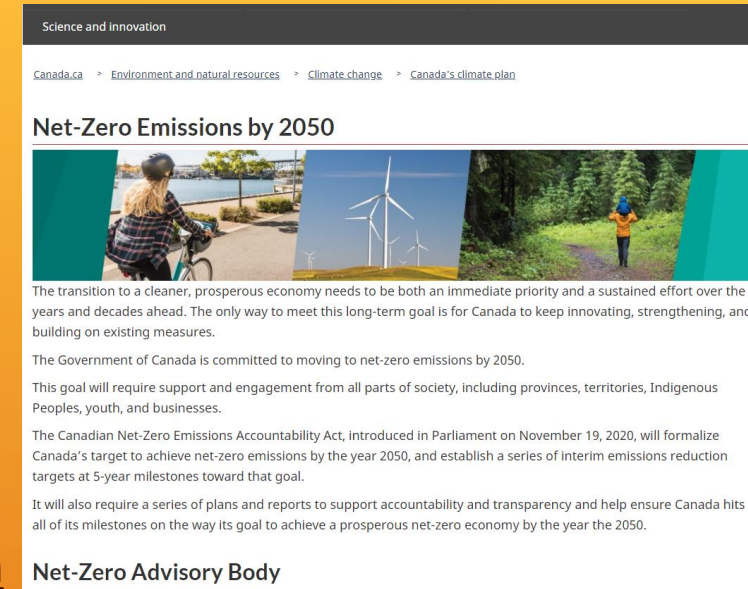 Science and innovation
Canada.ca > Environment and natural resources > Climate change > Canada's climate plan
Net-Zero Emissions by 2050
The transition to a cleaner, prosperous economy needs to be both an immediate priority and a sustained effort over the
years and decades ahead. The only way to meet this long-term goal is for Canada to keep innovating, strengthening, and
building on existing measures.
The Government of Canada is committed to moving to net-zero emissions by 2050.
This goal will require support and engagement from all parts of society, including provinces, territories, Indigenous
Peoples, youth, and businesses.
The Canadian Net-Zero Emissions Accountability Act, introduced in Parliament on November 19, 2020, will formalize
Canada's target to achieve net-zero emissions by the year 2050, and establish a series of interim emissions reduction
targets at 5-year milestones toward that goal.
It will also require a series of plans and reports to support accountability and transparency and help ensure Canada hits
all of its milestones on the way its goal to achieve a prosperous net-zero economy by the year the 2050.
Net-Zero Advisory Body